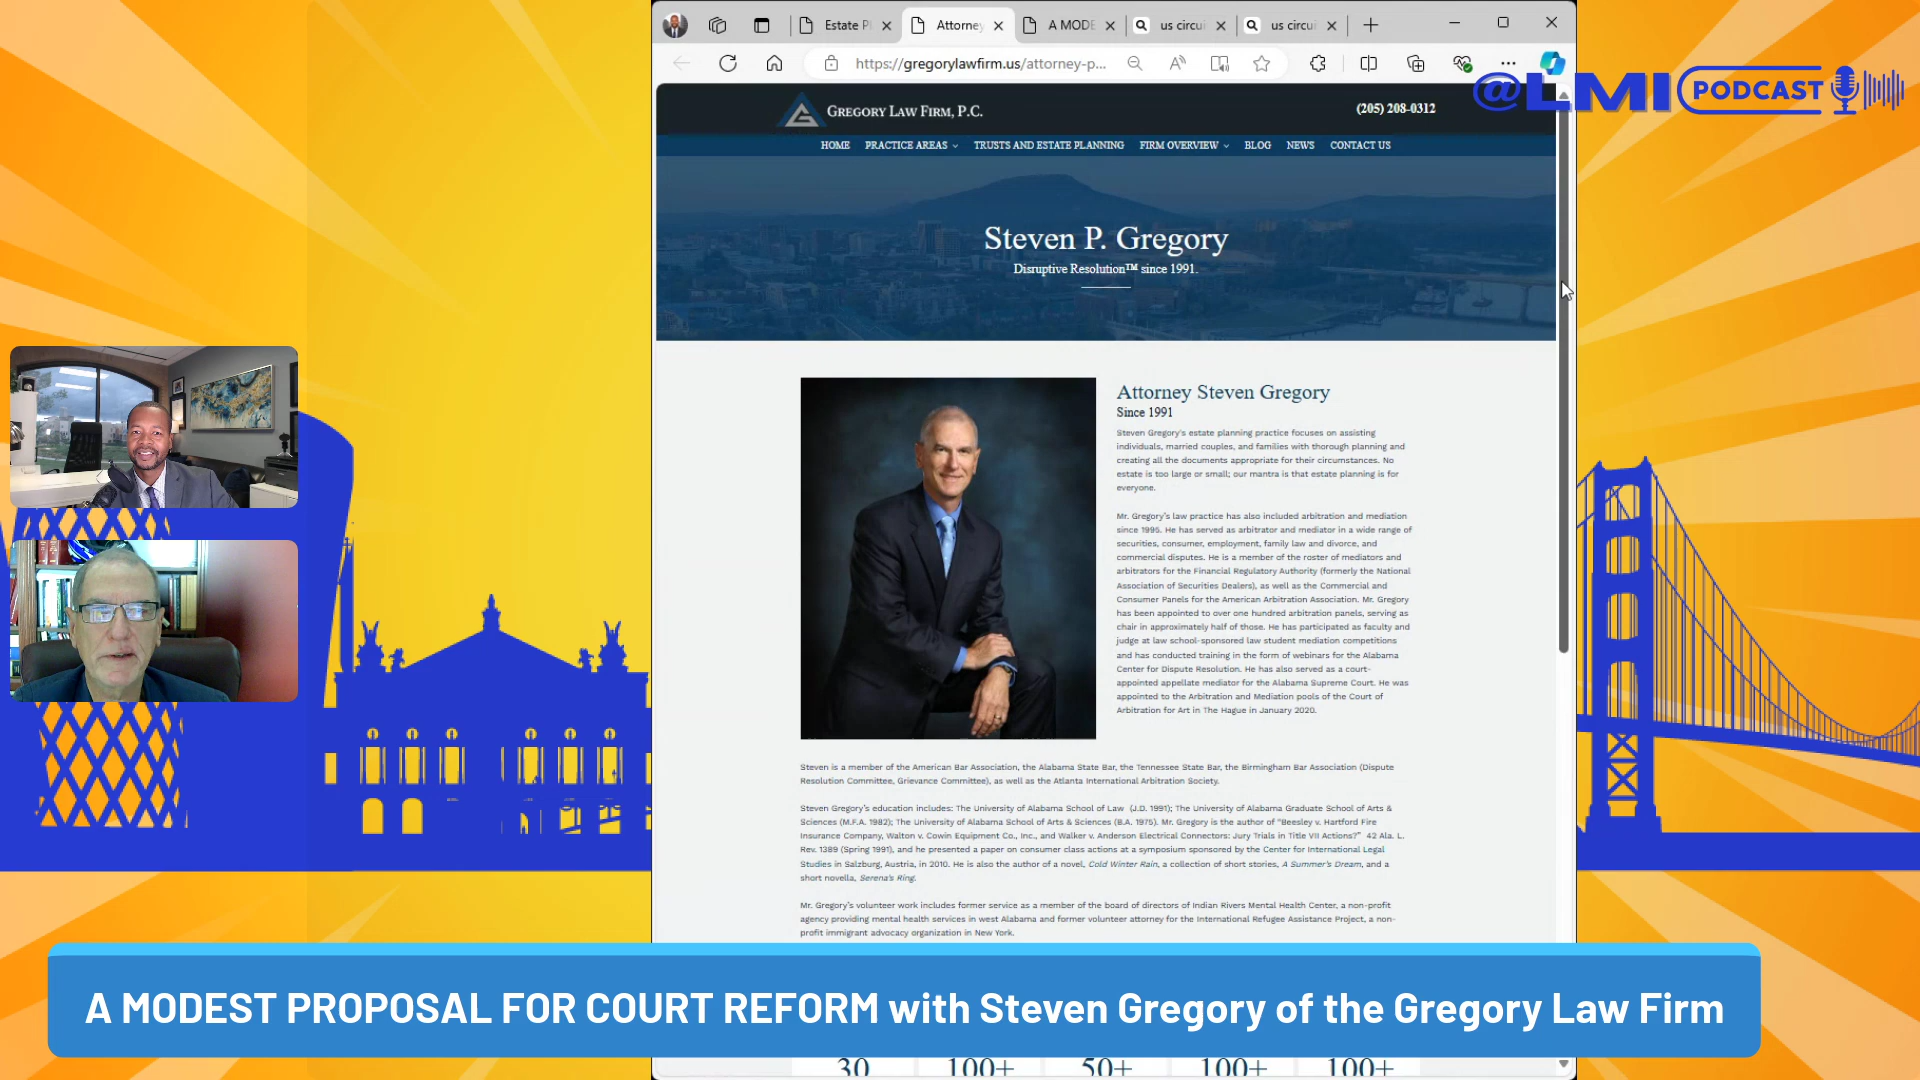 Estate P
Attorney
A MODE
us circu
us circu
https://gregorylawfirm.us/attorney-p...
@LMI PODCAST
GREGORY LAW FIRM, P.C.
(205) 208-0312
HOME PRACTICE AREAS TRUSTS AND ESTATE PLANNING FIRM OVERVIEW BLOG NEWS CONTACT US
Steven P. Gregory
Disruptive Resolution™ since 1991.
Attorney Steven Gregory
Since 1991
Steven Gregory's estate planning practice focuses on assisting
individuals, married couples, and families with thorough planning and
creating all the documents appropriate for their circumstances. No
estate is too large or small; our mantra is that estate planning is for
everyone.
Mr. Gregory's law practice has also included arbitration and mediation
since 1995. He has served as arbitrator and mediator in a wide range of
securities, consumer, employment, family law and divorce, and
commercial disputes. He is a member of the roster of mediators and
arbitrators for the Financial Regulatory Authority (formerly the National
Association of Securities Dealers), as well as the Commercial and
Consumer Panels for the American Arbitration Association. Mr. Gregory
has been appointed to over one hundred arbitration panels, serving as
chair in approximately half of those. He has participated as faculty and
judge at law school-sponsored law student mediation competitions
and has conducted training in the form of webinars for the Alabama
Center for Dispute Resolution. He has also served as a court-
appointed appellate mediator for the Alabama Supreme Court. He was
appointed to the Arbitration and Mediation pools of the Court of
Arbitration for Art in The Hague in January 2020.
Steven is a member of the American Bar Association, the Alabama State Bar, the Tennessee State Bar, the Birmingham Bar Association (Dispute
Resolution Committee, Grievance Committee), as well as the Atlanta International Arbitration Society.
Steven Gregory's education includes: The University of Alabama School of Law (J.D. 1991); The University of Alabama Graduate School of Arts &
Sciences (M.F.A. 1982); The University of Alabama School of Arts & Sciences (B.A. 1975). Mr. Gregory is the author of "Beesley v. Hartford Fire
Insurance Company, Walton v. Cowin Equipment Co., Inc., and Walker v. Anderson Electrical Connectors: Jury Trials in Title VII Actions?" 42 Ala. L.
Rev. 1389 (Spring 1991), and he presented a paper on consumer class actions at a symposium sponsored by the Center for International Legal
Studies in Salzburg, Austria, in 2010. He is also the author of a novel, Cold Winter Rain, a collection of short stories, A Summer's Dream, and a
short novella, Serena's Ring.
Mr. Gregory's volunteer work includes former service as a member of the board of directors of Indian Rivers Mental Health Center, a non-profit
agency providing mental health services in west Alabama and former volunteer attorney for the International Refugee Assistance Project, a non-
profit immigrant advocacy organization in New York.
A MODEST PROPOSAL FOR COURT REFORM with Steven Gregory of the Gregory Law Firm
30 100+ 50+ 100+ 100+